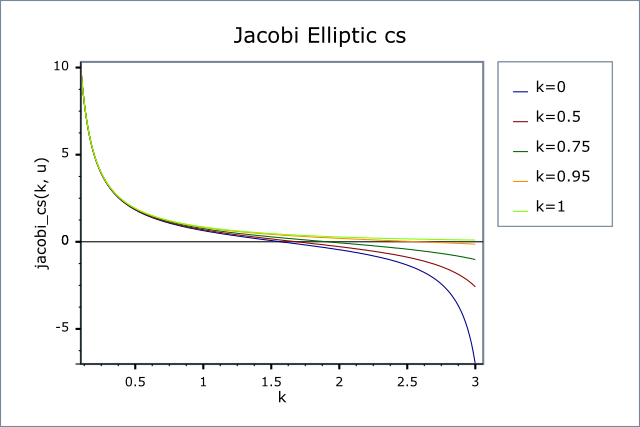 Jacobi Elliptic cs
jacobi_cs(k, u)
10
5
0
-5
0.5
1
1.5
2
2.5
3
k
k=0
k=0.5
k=0.75
k=0.95
k=1